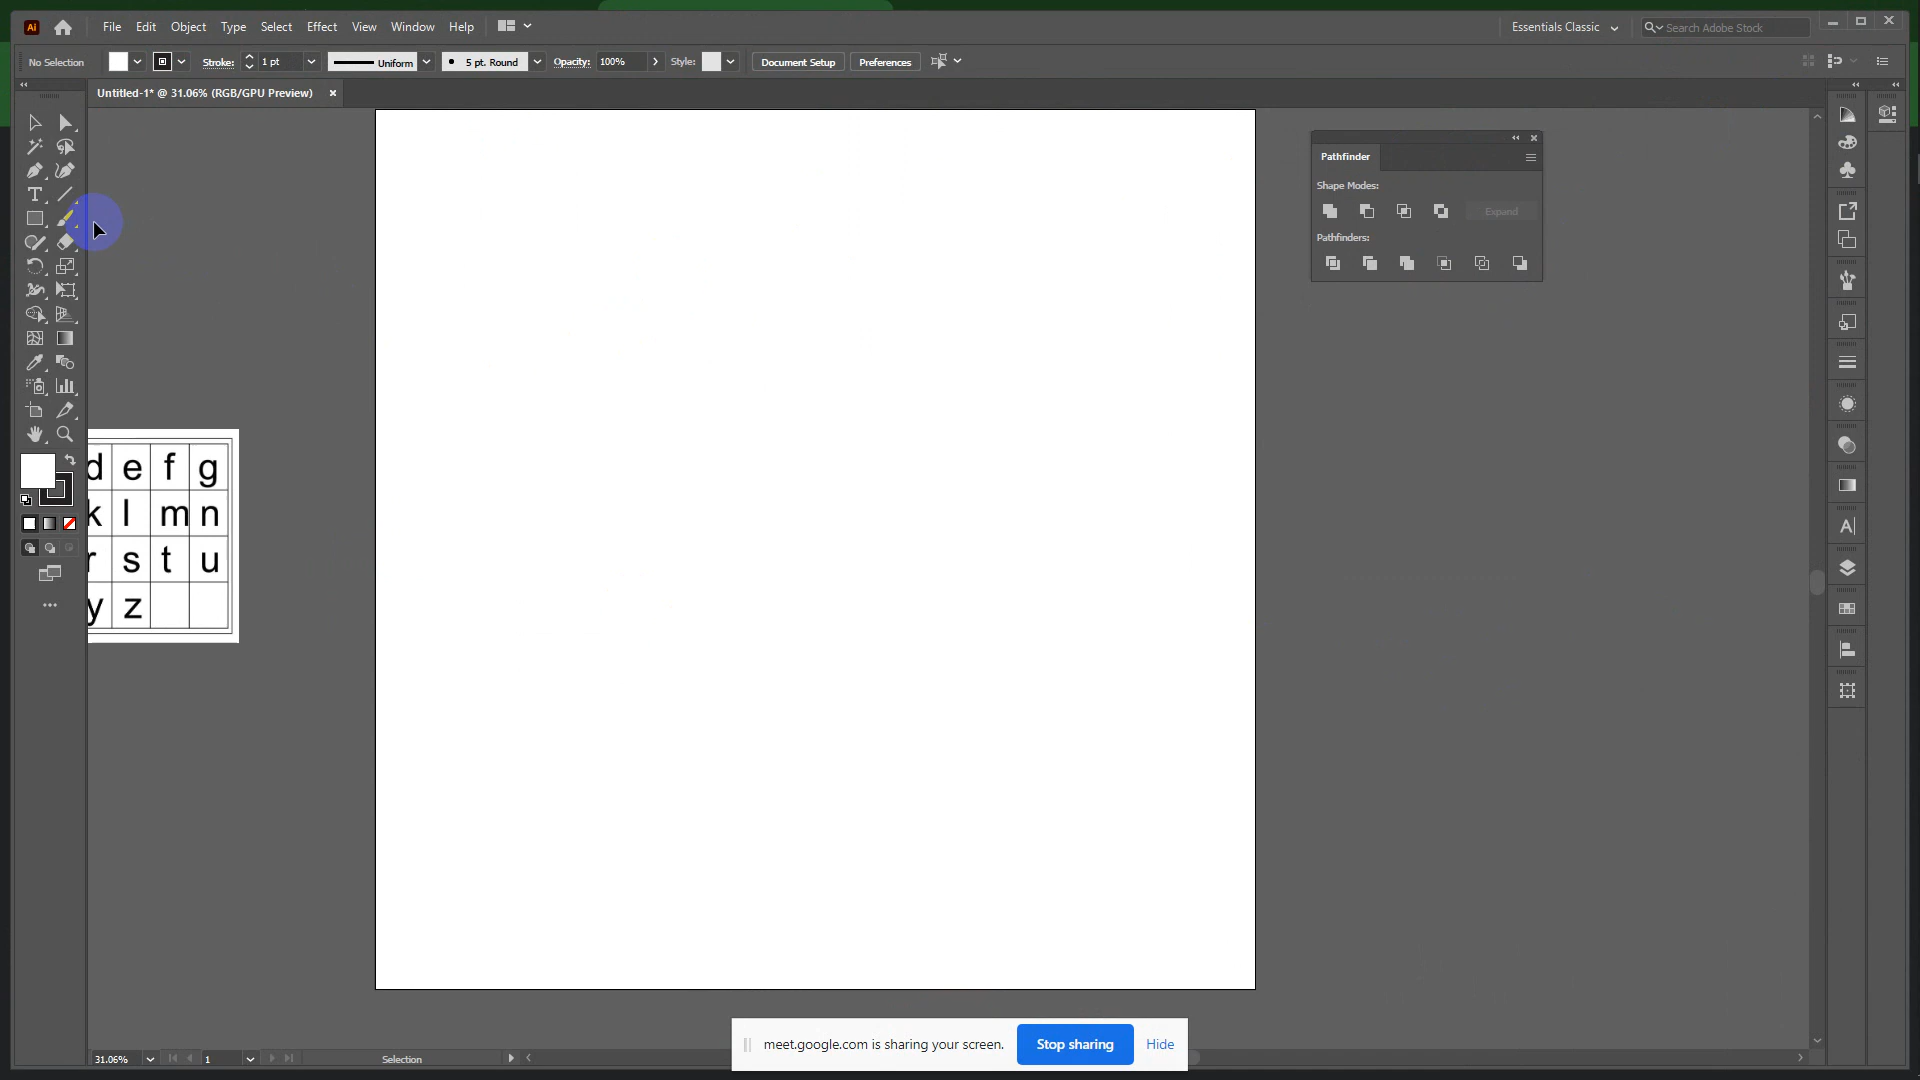 Ai File Edit Object Type Select Effect View Window Help Essentials Classic Search Adobe Stock
No Selection Stroke: 1 pt Uniform 5 pt. Round Opacity: 100% Style: Document Setup Preferences
Untitled-1* @ 31.06% (RGB/GPU Preview)
Pathfinder
Shape Modes:
Expand
Pathfinders:
d e f g
k l m n
r s t u
y z
meet.google.com is sharing your screen. Stop sharing Hide
31.06% 1 Selection